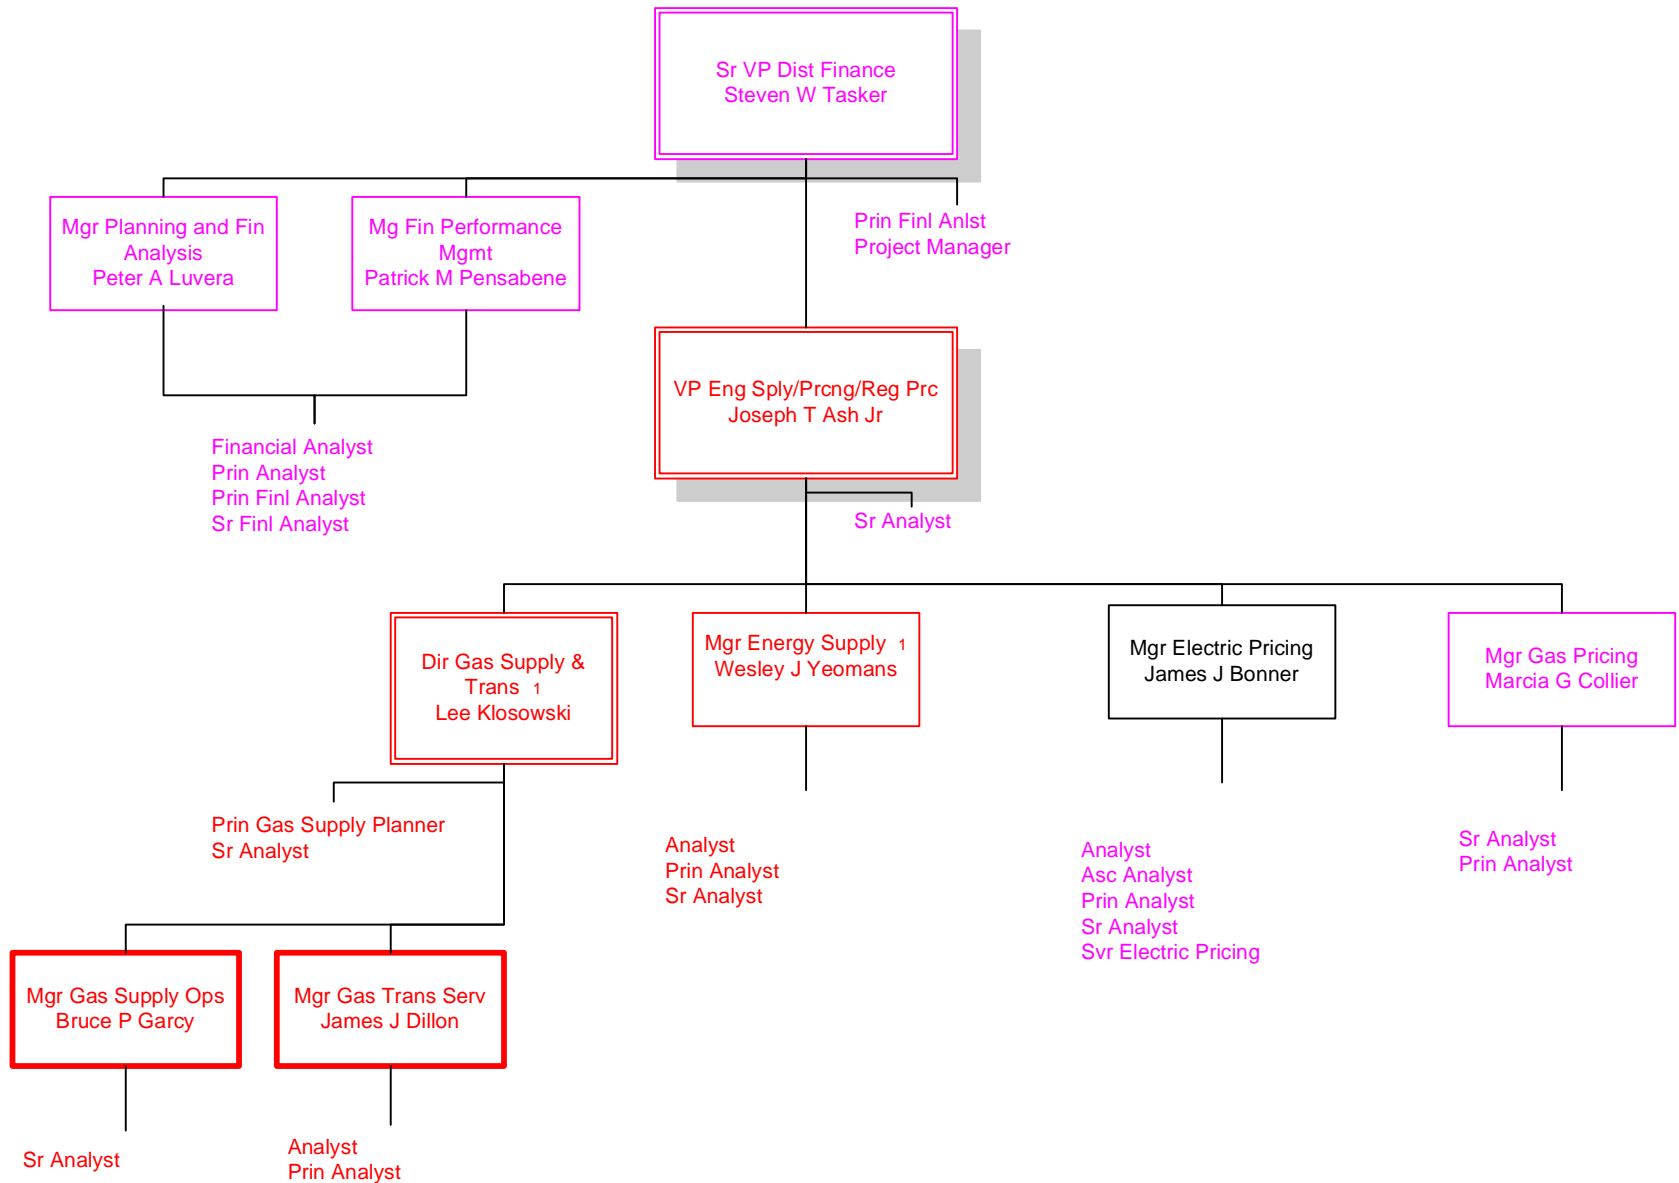 Sr VP Dist Finance
Steven W Tasker
Mgr Planning and Fin
Analysis
Peter A Luvera
Mg Fin Performance
Mgmt
Patrick M Pensabene
Prin Finl Anlst
Project Manager
Financial Analyst
Prin Analyst
Prin Finl Analyst
Sr Finl Analyst
VP Eng Sply/Prcng/Reg Prc
Joseph T Ash Jr
Sr Analyst
Dir Gas Supply &
Trans 1
Lee Klosowski
Mgr Energy Supply 1
Wesley J Yeomans
Mgr Electric Pricing
James J Bonner
Mgr Gas Pricing
Marcia G Collier
Prin Gas Supply Planner
Sr Analyst
Analyst
Prin Analyst
Sr Analyst
Analyst
Asc Analyst
Prin Analyst
Sr Analyst
Svr Electric Pricing
Sr Analyst
Prin Analyst
Mgr Gas Supply Ops
Bruce P Garcy
Mgr Gas Trans Serv
James J Dillon
Sr Analyst
Analyst
Prin Analyst